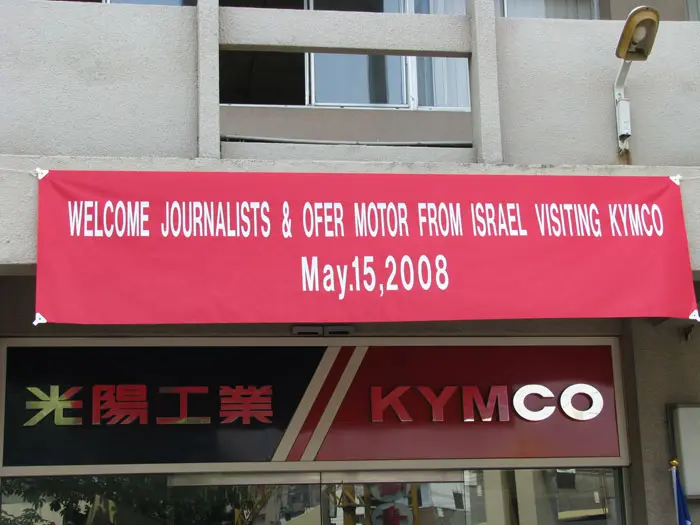 WELCOME JOURNALISTS & OFER MOTOR FROM ISRAEL VISITING KYMCO
May.15,2008
光陽工業 KYMCO